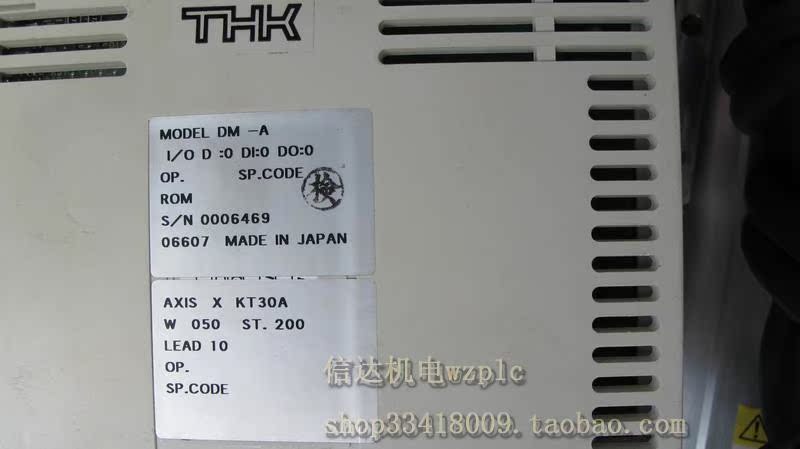 THK
MODEL DM -A
I/O D :0 DI:0 DO:0
OP. SP.CODE
検
ROM
S/N 0006469
06607 MADE IN JAPAN
AXIS X KT30A
W 050 ST. 200
LEAD 10
OP.
SP.CODE
信达机电wzplc
shop33418009.taobao.com